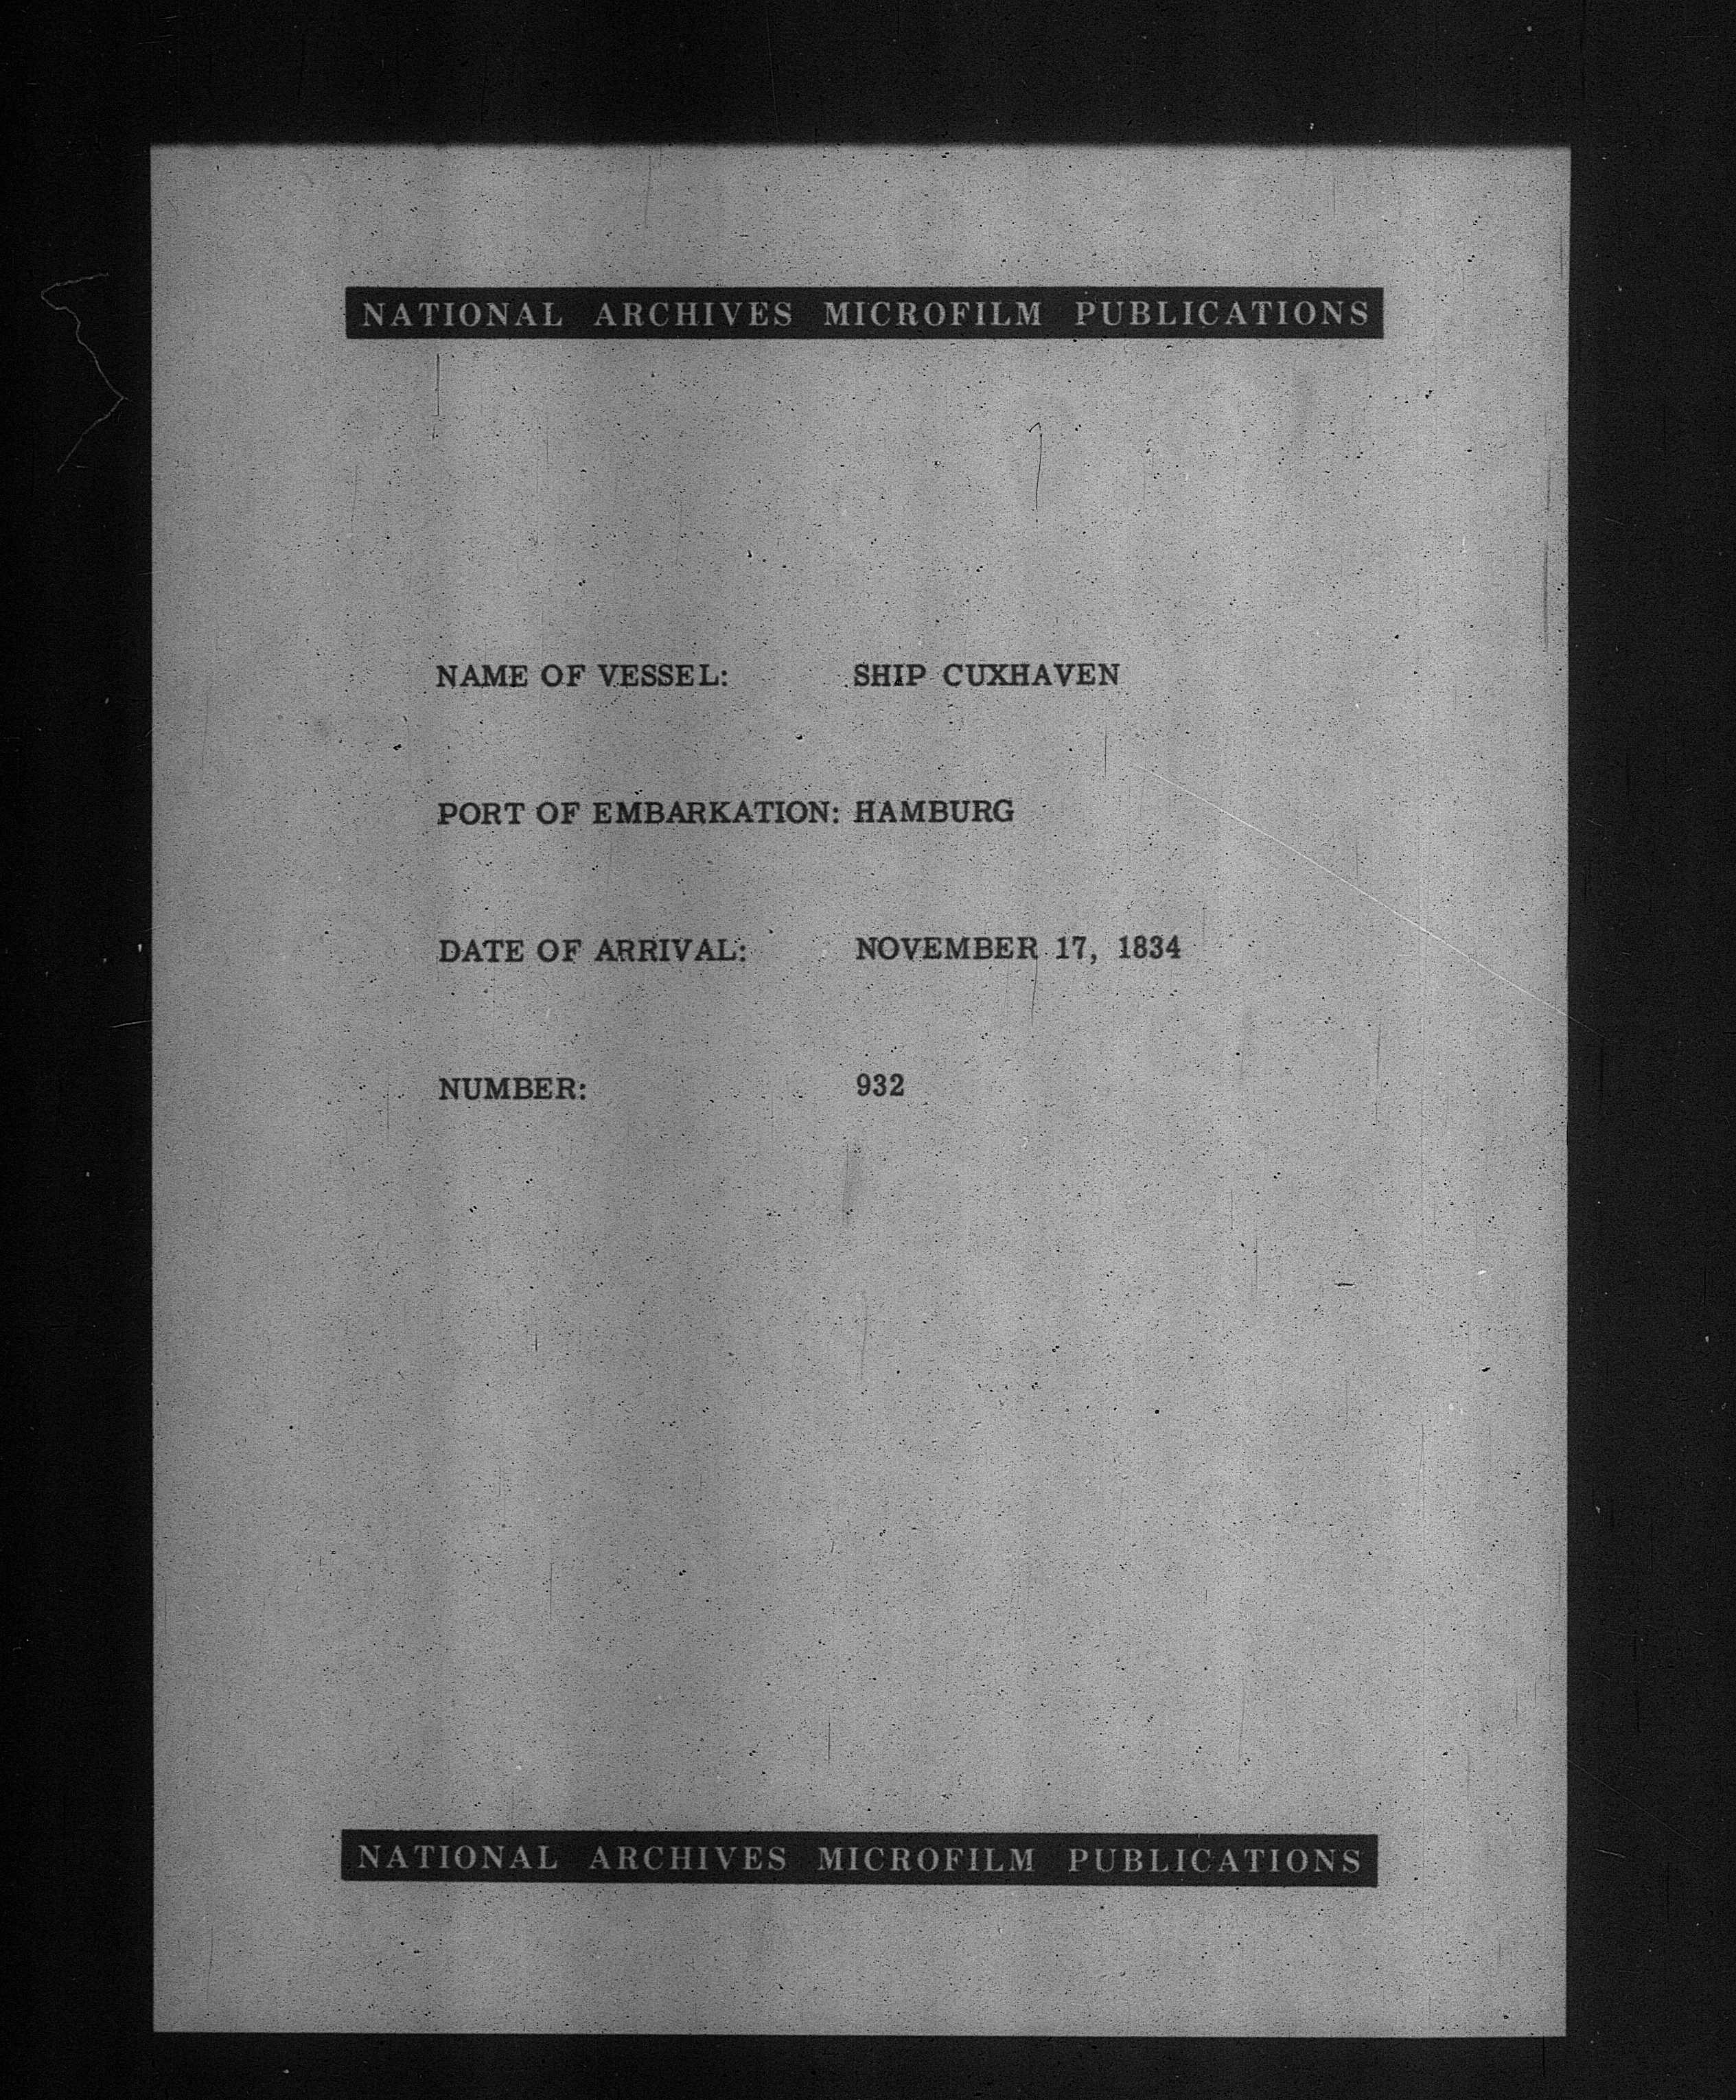 NATIONAL ARCHIVES MICROFILM PUBLICATIONS
NAME OF VESSEL: SHIP CUXHAVEN
PORT OF EMBARKATION: HAMBURG
DATE OF ARRIVAL: NOVEMBER 17, 1834
NUMBER: 932
NATIONAL ARCHIVES MICROFILM PUBLICATIONS